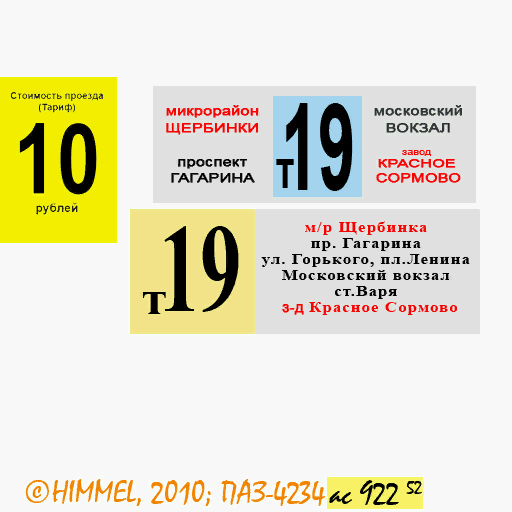 Стоимость проезда
(Тариф)
10
рублей
микрорайон
ЩЕРБИНКИ
проспект
ГАГАРИНА
т19
московский
ВОКЗАЛ
завод
КРАСНОЕ
СОРМОВО
т19
м/р Щербинка
пр. Гагарина
ул. Горького, пл.Ленина
Московский вокзал
ст.Варя
з-д Красное Сормово
©HIMMEL, 2010; ПАЗ-4234 ас 922 52